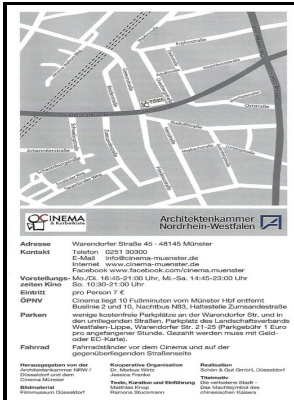 Ostmarkstraße
CINEMA
Oststraße
CINEMA
& Kurbelkiste
Architektenkammer
Nordrhein-Westfalen
Adresse Warendorfer Straße 45 - 48145 Münster
Kontakt Telefon 0251 30300
E-Mail info@cinema-muenster.de
Internet www.cinema-muenster.de
Facebook www.facebook.com/cinema.muenster
Vorstellungs- Mo./Di. 16:45-21:00 Uhr, Mi.-Sa. 14:45-23:00 Uhr
zeiten Kino So. 10:30-21:00 Uhr
Eintritt pro Person 7 €
ÖPNV Cinema liegt 10 Fußminuten vom Münster Hbf entfernt
Buslinie 2 und 10, Nachtbus N83, Haltestelle Zumsandestraße
Parken wenige kostenfreie Parkplätze an der Warendorfer Str. und in
den umliegenden Straßen, Parkplatz des Landschaftsverbands
Westfalen-Lippe, Warendorfer Str. 21-25 (Parkgebühr 1 Euro
pro angefangener Stunde. Gezahlt werden muss mit Geld-
oder EC-Karte).
Fahrrad Fahrradständer vor dem Cinema und auf der
gegenüberliegenden Straßenseite
Herausgegeben von der
Architektenkammer NRW /
Düsseldorf und dem
Cinema Münster
Bildmaterial
Filmmuseum Düsseldorf
Kooperative Organisation
Dr. Markus Wirtz
Jessica Franke
Texte, Kuration und Einführung
Matthias Knop
Ramona Stuckmann
Realisation
Schön & Gut GmbH, Düsseldorf
Titelmotiv
Die verbotene Stadt –
Das Machtsymbol des
chinesischen Kaisers